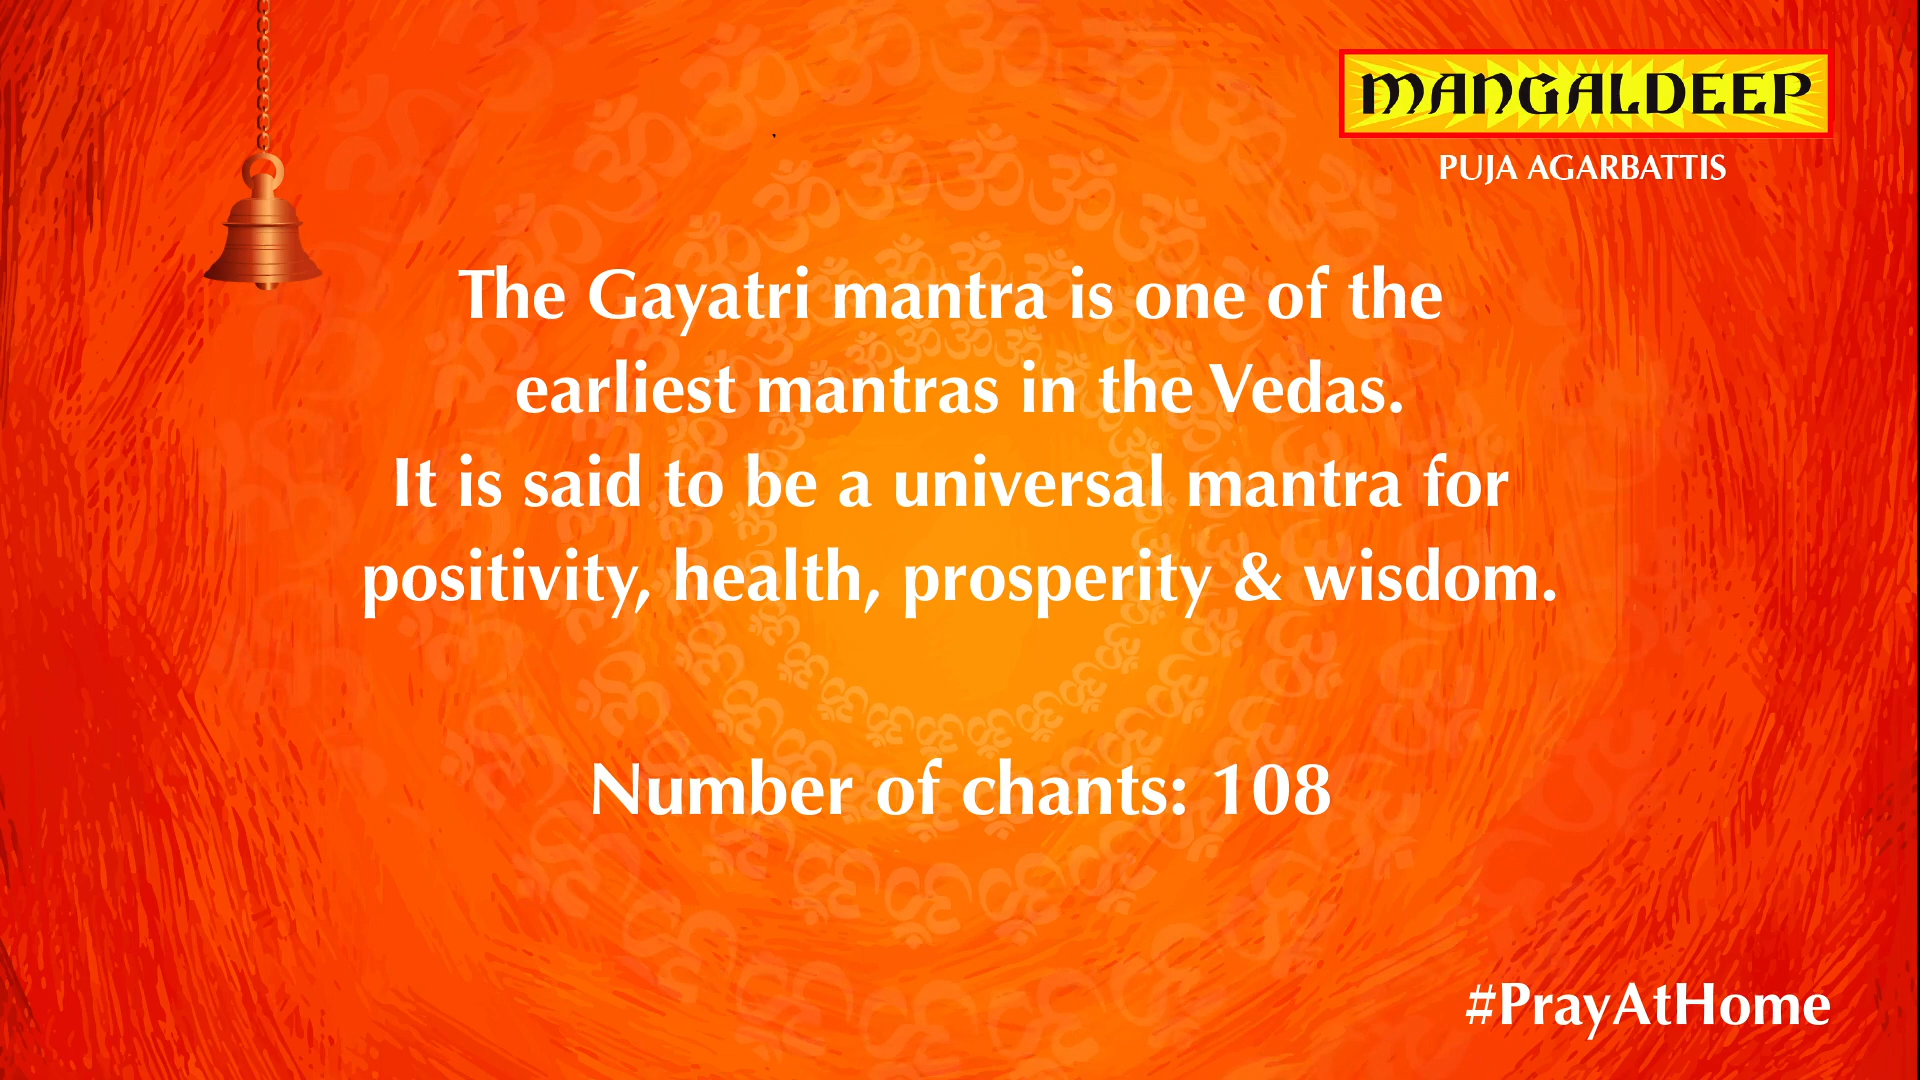 MANGALDEEP
PUJA AGARBATTIS
The Gayatri mantra is one of the
earliest mantras in the Vedas.
It is said to be a universal mantra for
positivity, health, prosperity & wisdom.
Number of chants: 108
#PrayAtHome